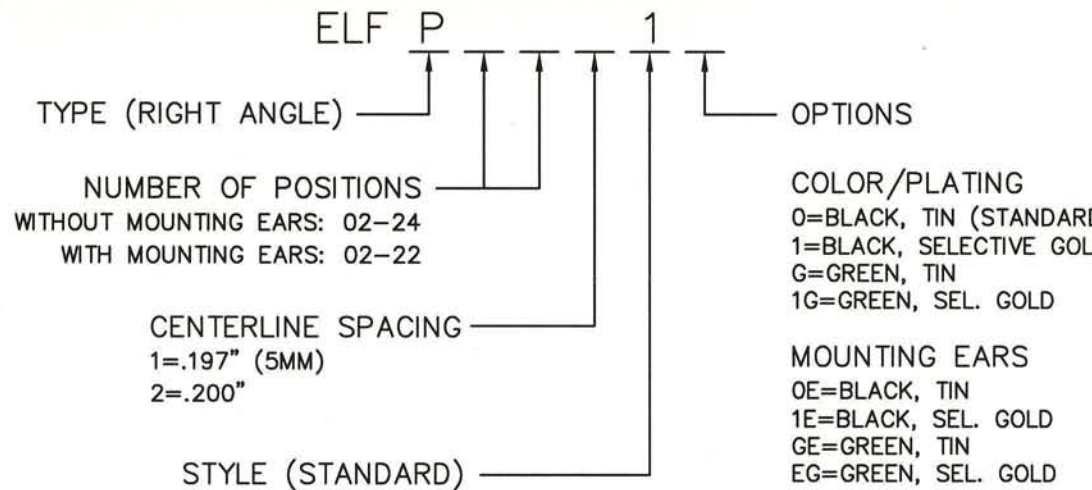 ELF P 1
TYPE (RIGHT ANGLE)
NUMBER OF POSITIONS
WITHOUT MOUNTING EARS: 02-24
WITH MOUNTING EARS: 02-22
CENTERLINE SPACING
1=.197" (5MM)
2=.200"
STYLE (STANDARD)
OPTIONS
COLOR/PLATING
0=BLACK, TIN (STANDARD
1=BLACK, SELECTIVE GOL
G=GREEN, TIN
1G=GREEN, SEL. GOLD
MOUNTING EARS
0E=BLACK, TIN
1E=BLACK, SEL. GOLD
GE=GREEN, TIN
EG=GREEN, SEL. GOLD